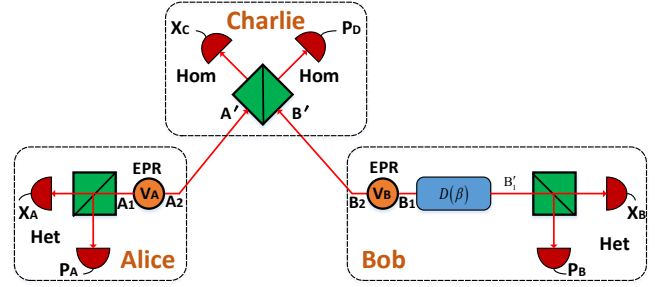 Charlie
XC
PD
Hom
Hom
A′
B′
EPR
EPR
VA
A1
A2
XA
Het
PA
Alice
B2
VB
B1
D(β)
B′1
XB
Het
PB
Bob